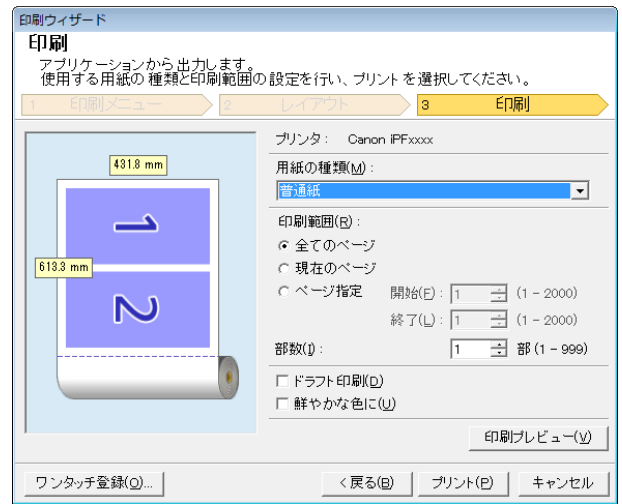 印刷ウィザード
印刷
アプリケーションから出力します。
使用する用紙の種類と印刷範囲の設定を行い、プリントを選択してください。
1 印刷メニュー 2 レイアウト 3 印刷
プリンタ： Canon iPFxxxx
用紙の種類(M)：
普通紙
431.8 mm
613.3 mm
1
2
印刷範囲(R)：
全てのページ
現在のページ
ページ指定 開始(F)： 1 (1 - 2000)
終了(L)： 1 (1 - 2000)
部数(I)： 1 部 (1 - 999)
ドラフト印刷(D)
鮮やかな色に(U)
印刷プレビュー(V)
ワンタッチ登録(O)... < 戻る(B) プリント(P) キャンセル